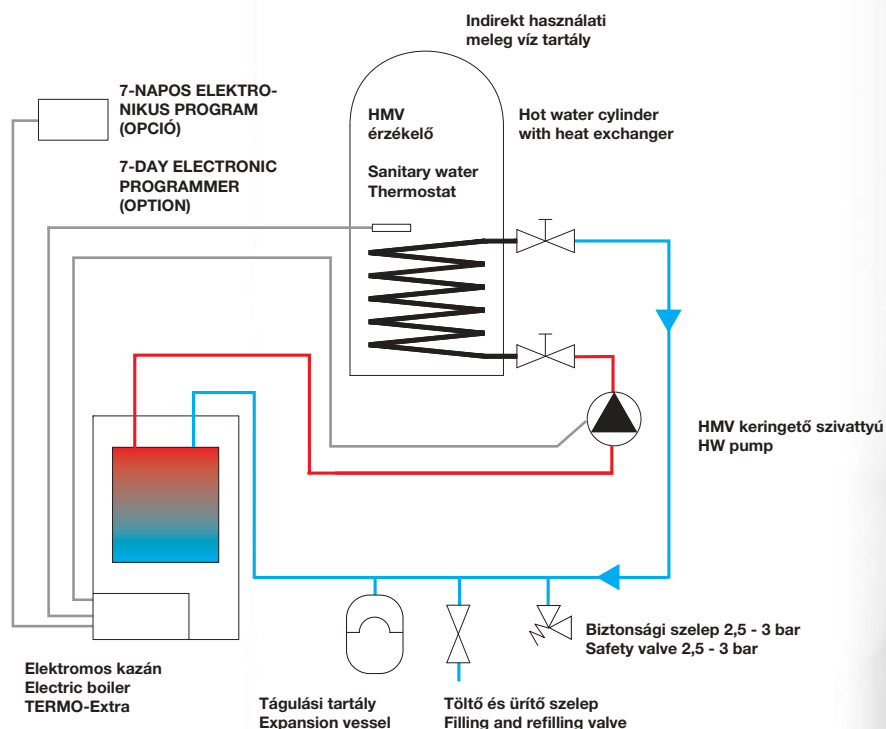 Indirekt használati
meleg víz tartály
7-NAPOS ELEKTRO-
NIKUS PROGRAM
(OPCIÓ)
7-DAY ELECTRONIC
PROGRAMMER
(OPTION)
HMV
érzékelő
Sanitary water
Thermostat
Hot water cylinder
with heat exchanger
HMV keringető szivattyú
HW pump
Biztonsági szelep 2,5 - 3 bar
Safety valve 2,5 - 3 bar
Elektromos kazán
Electric boiler
TERMO-Extra
Tágulási tartály
Expansion vessel
Töltő és ürítő szelep
Filling and refilling valve